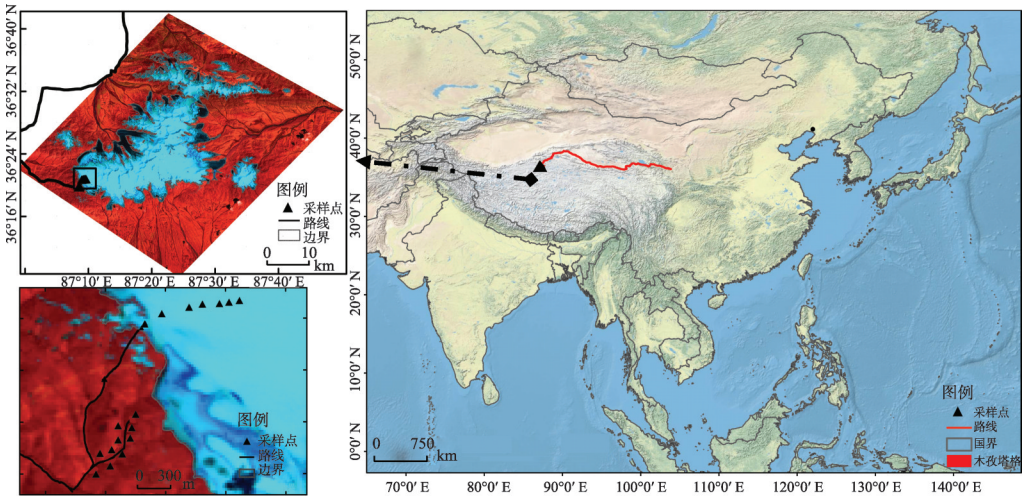 36°40′ N
36°32′ N
36°24′ N
36°16′ N
图例
采样点
路线
边界
0 10
km
87°10′ E 87°20′ E 87°30′ E 87°40′ E
图例
采样点
路线
边界
0 300
m
50°0′ N
40°0′ N
30°0′ N
20°0′ N
10°0′ N
0°0′ N
0 750
km
图例
采样点
路线
国界
木孜塔格
70°0′ E 80°0′ E 90°0′ E 100°0′ E 110°0′ E 120°0′ E 130°0′ E 140°0′ E